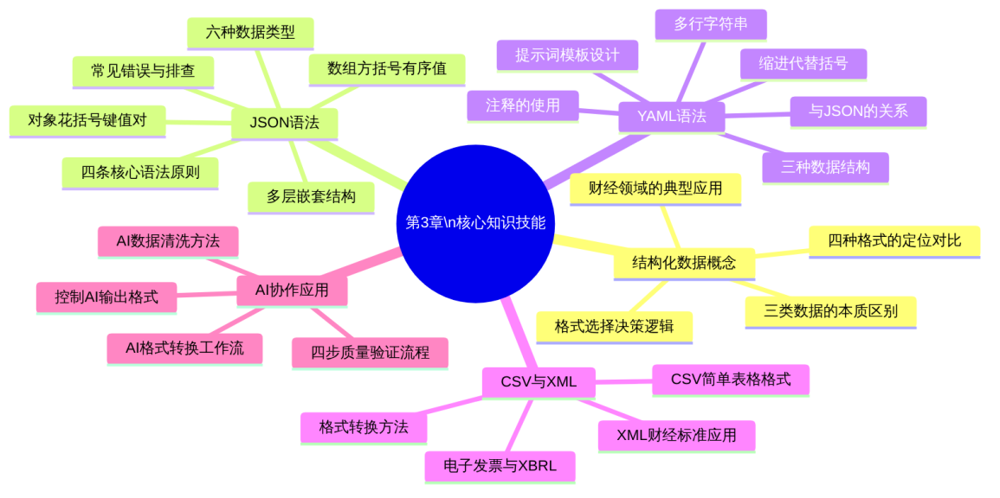 第3章\n核心知识技能
JSON语法
六种数据类型
常见错误与排查
数组方括号有序值
对象花括号键值对
四条核心语法原则
多层嵌套结构
YAML语法
多行字符串
提示词模板设计
缩进代替括号
注释的使用
与JSON的关系
三种数据结构
结构化数据概念
财经领域的典型应用
四种格式的定位对比
三类数据的本质区别
格式选择决策逻辑
CSV与XML
CSV简单表格格式
XML财经标准应用
电子发票与XBRL
格式转换方法
AI协作应用
AI数据清洗方法
控制AI输出格式
AI格式转换工作流
四步质量验证流程